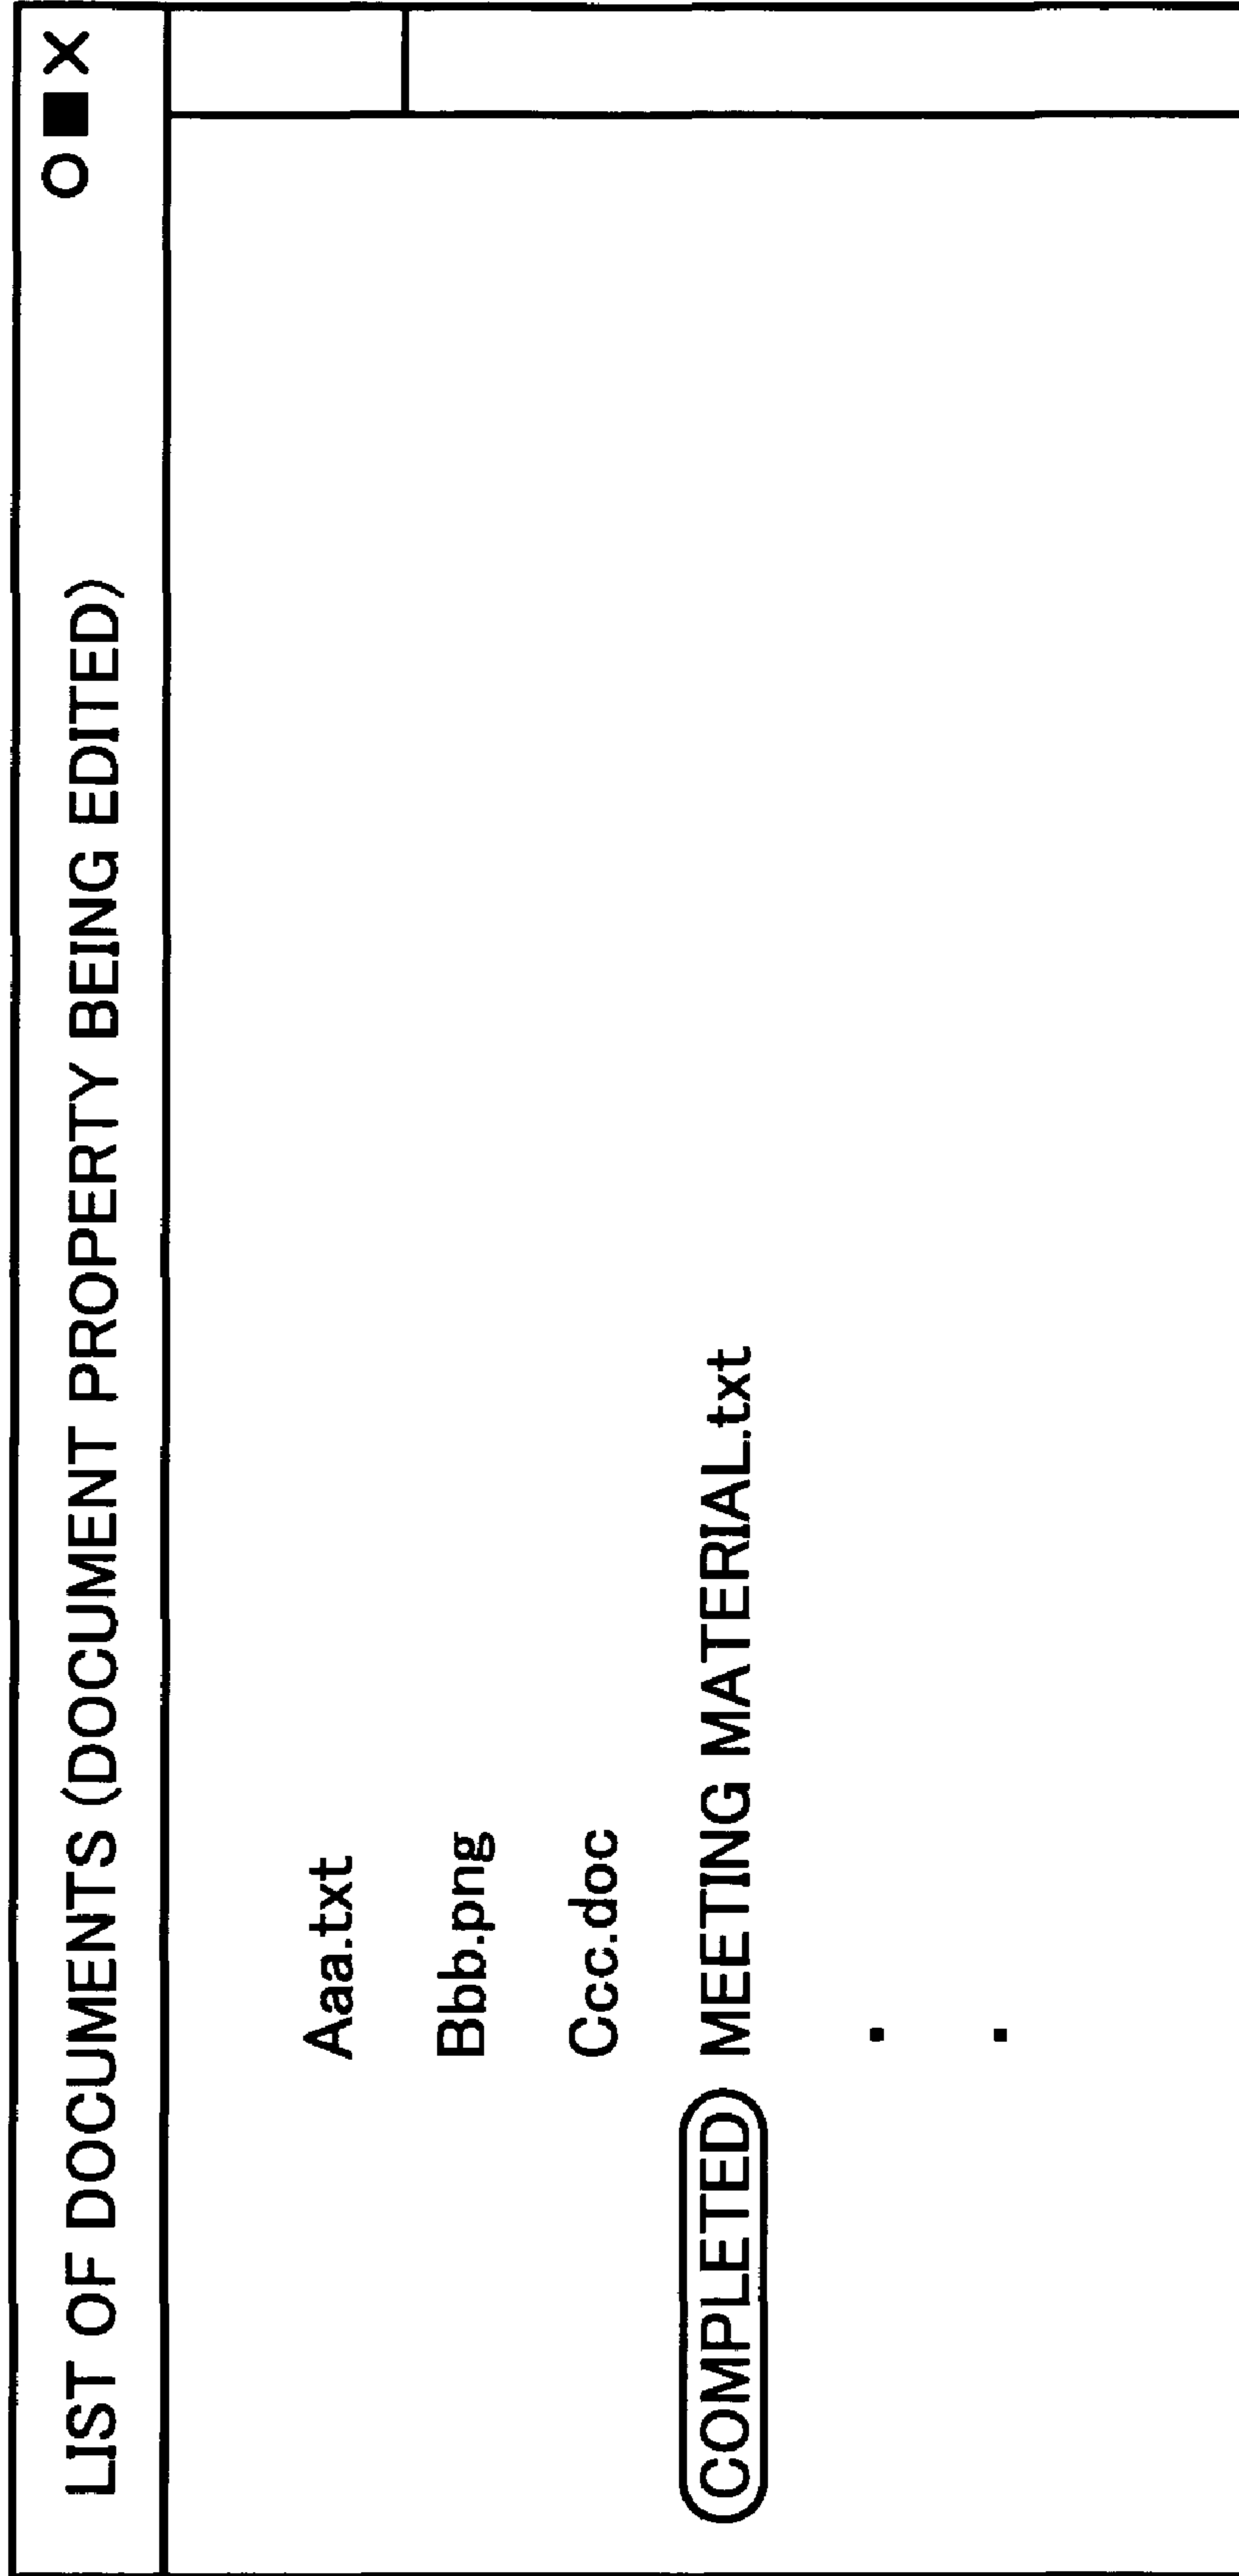 LIST OF DOCUMENTS (DOCUMENT PROPERTY BEING EDITED)
Aaa.txt
Bbb.png
Ccc.doc
COMPLETED MEETING MATERIAL.txt
.
.